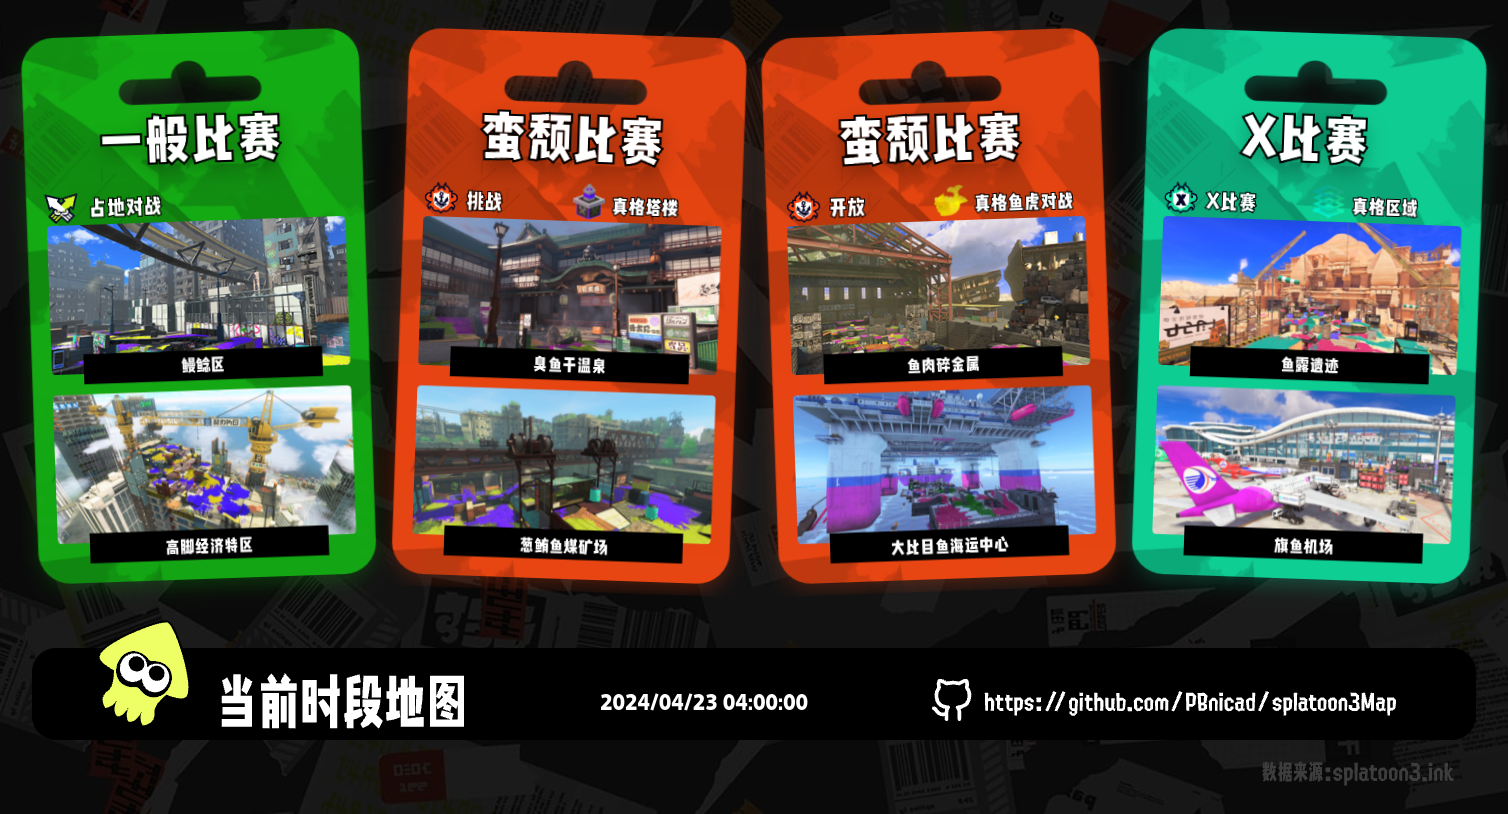 一般比赛
占地对战
鳗鲶区
高脚经济特区
蛮颓比赛
挑战
真格塔楼
臭鱼干温泉
葱鲔鱼煤矿场
蛮颓比赛
开放
真格鱼虎对战
鱼肉碎金属
大比目鱼海运中心
X比赛
X比赛
真格区域
鱼露遗迹
旗鱼机场
当前时段地图
2024/04/23 04:00:00
https://github.com/PBnicad/splatoon3Map
数据来源:splatoon3.ink